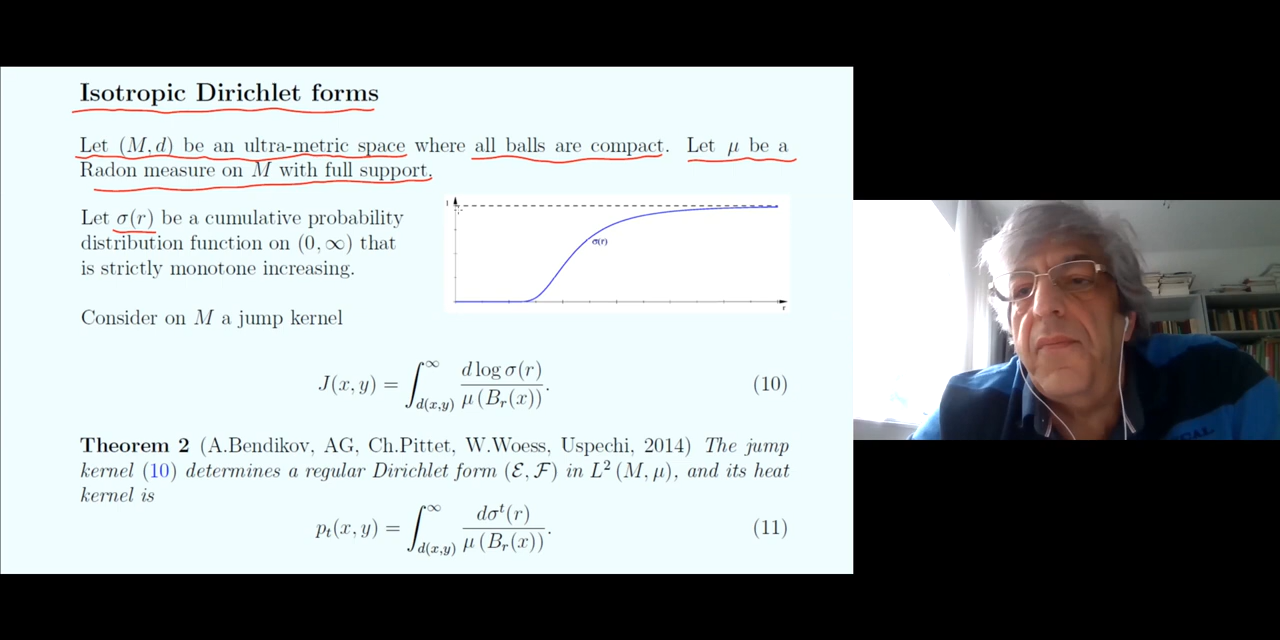 Isotropic Dirichlet forms
Let (M, d) be an ultra-metric space where all balls are compact. Let μ be a
Radon measure on M with full support.
Let σ(r) be a cumulative probability
distribution function on (0, ∞) that
is strictly monotone increasing.
1
σ(r)
r
Consider on M a jump kernel
J(x, y) = ∫_{d(x,y)}^{∞} d log σ(r) / μ(B_r(x)). (10)
Theorem 2 (A.Bendikov, AG, Ch.Pittet, W.Woess, Uspechi, 2014) The jump
kernel (10) determines a regular Dirichlet form (ℰ, ℱ) in L² (M, μ), and its heat
kernel is
p_t(x, y) = ∫_{d(x,y)}^{∞} dσ^t(r) / μ(B_r(x)). (11)